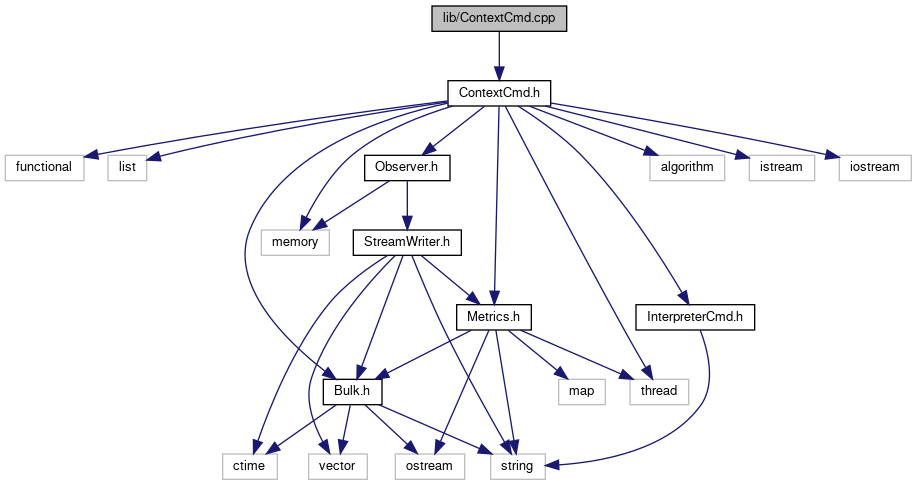 lib/ContextCmd.cpp
ContextCmd.h
functional
list
Observer.h
algorithm
istream
iostream
memory
StreamWriter.h
Metrics.h
InterpreterCmd.h
Bulk.h
map
thread
ctime
vector
ostream
string